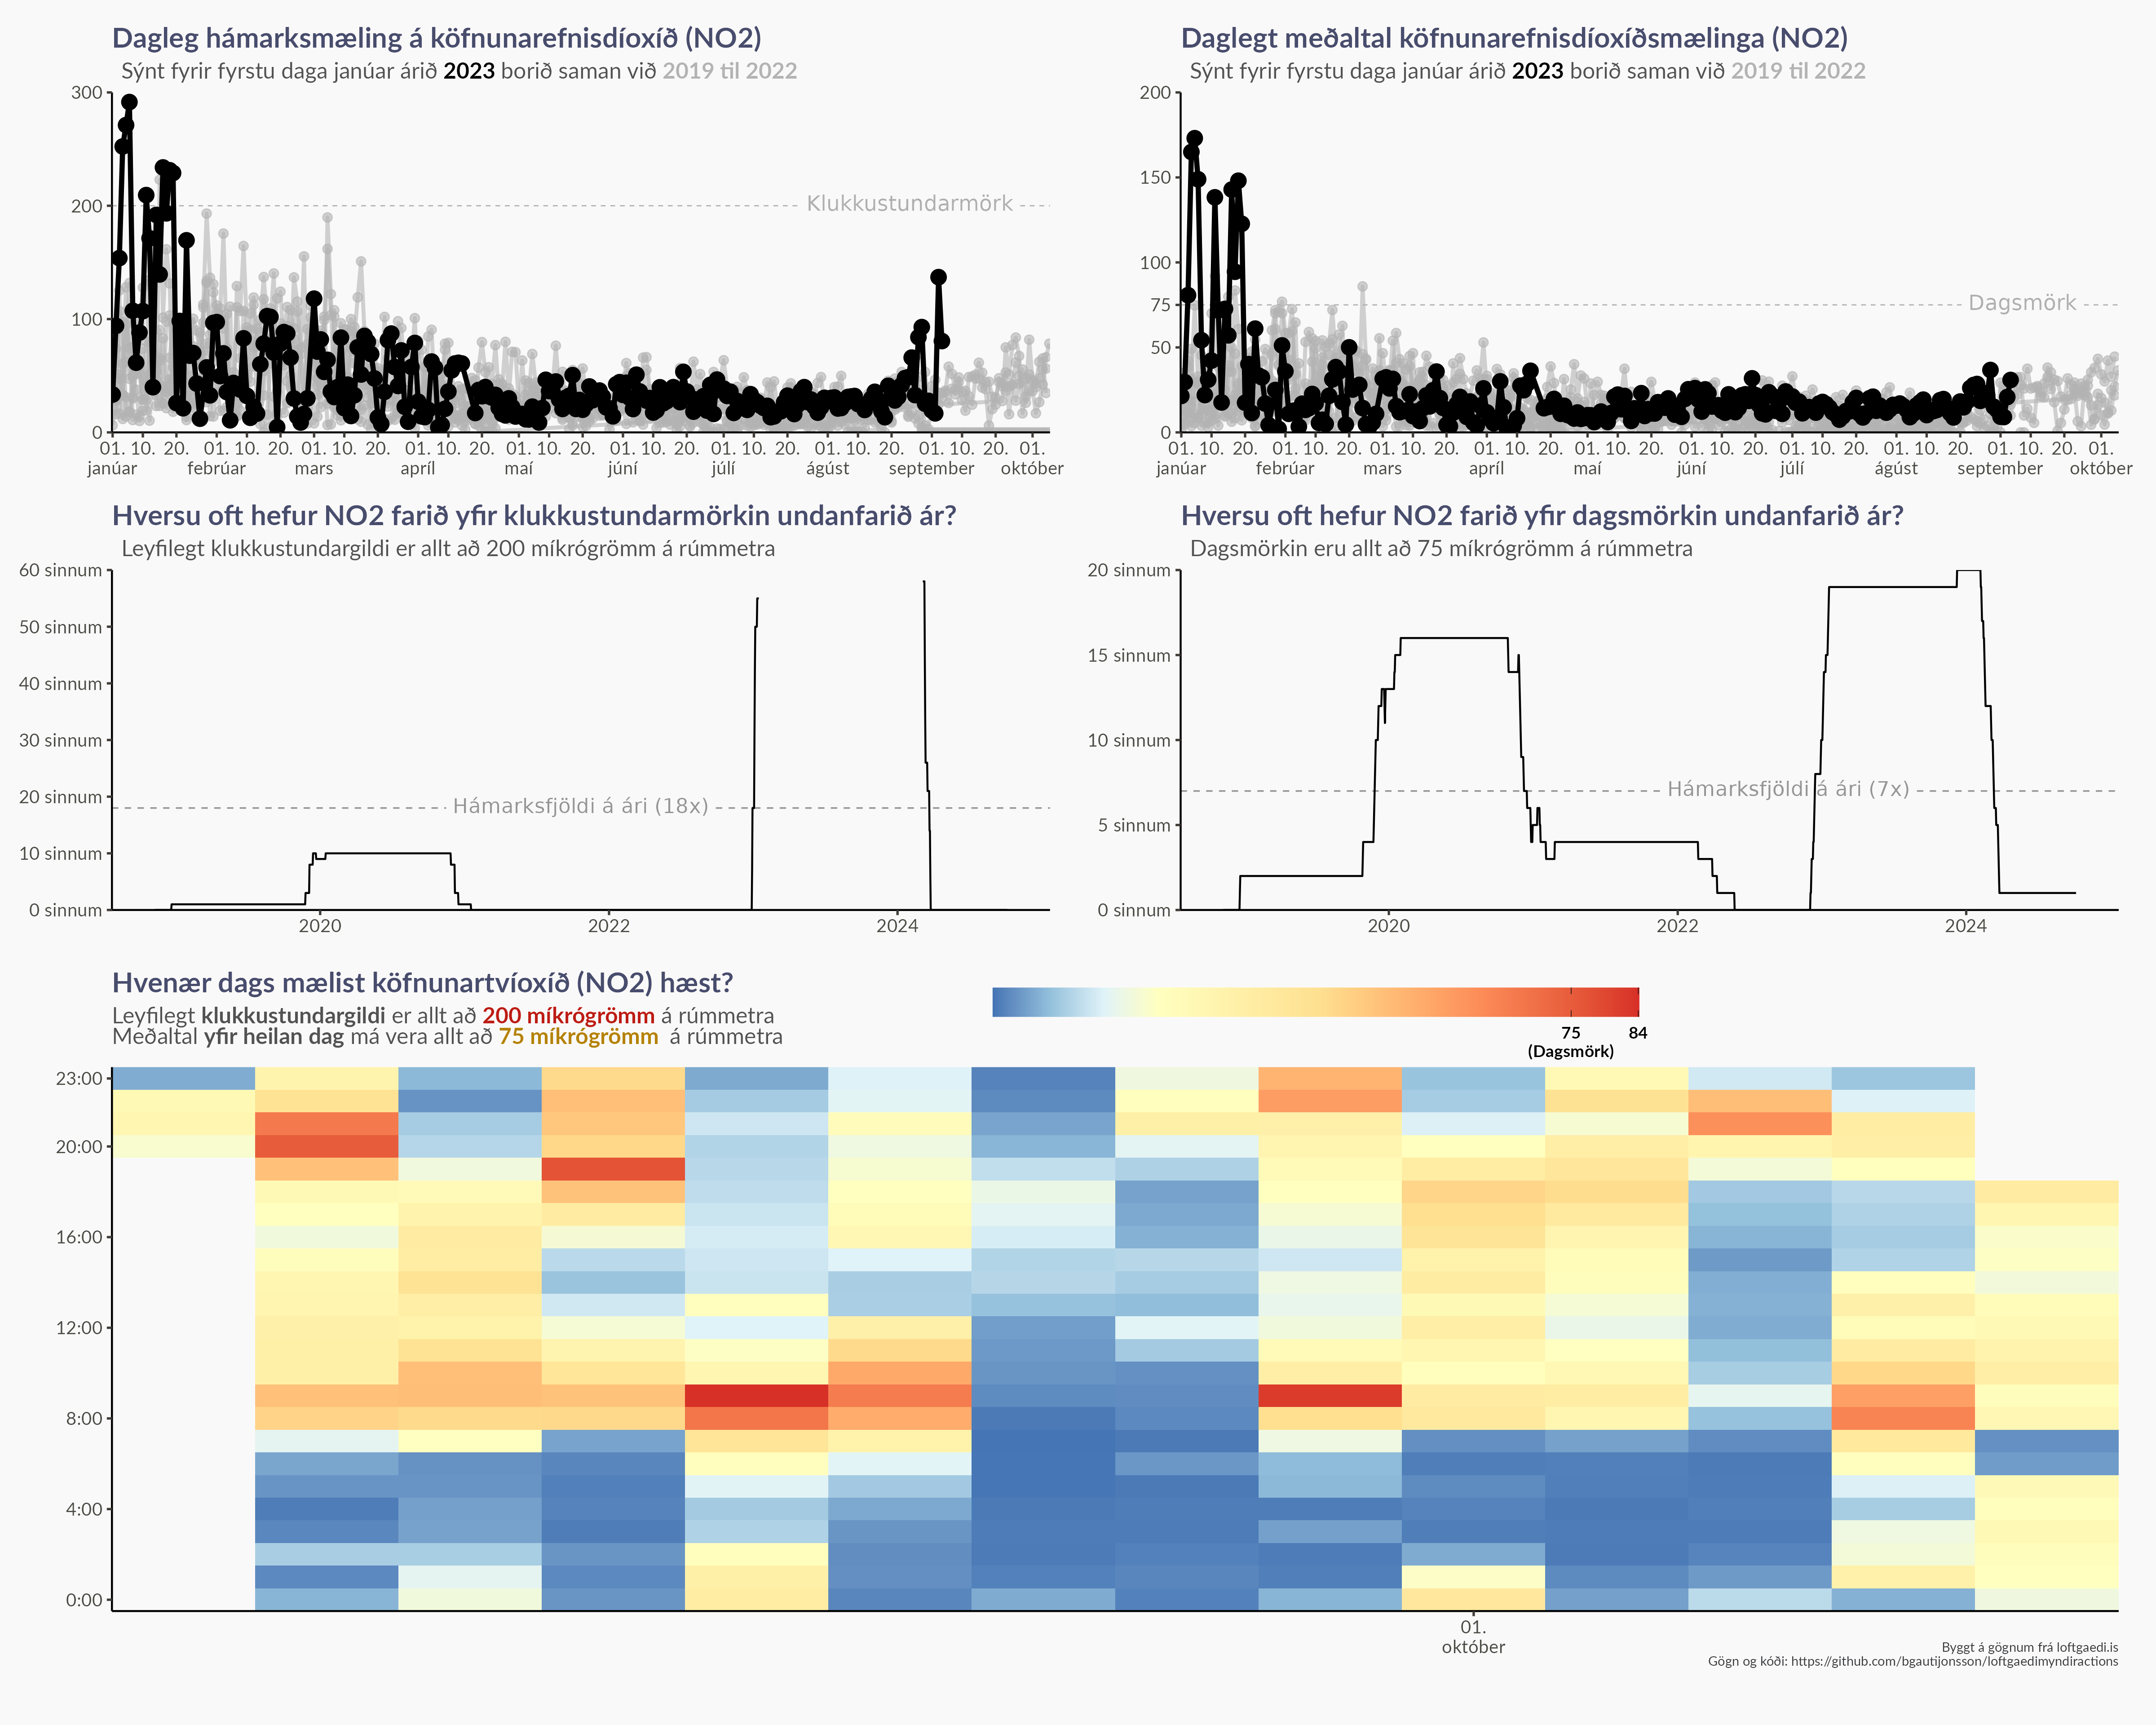 Dagleg hámarksmæling á köfnunarefnisdíoxíð (NO2)
Sýnt fyrir fyrstu daga janúar árið 2023 borið saman við 2019 til 2022
300
200
100
0
Klukkustundarmörk
01. 10. 20. 01. 10. 20. 01. 10. 20. 01. 10. 20. 01. 10. 20. 01. 10. 20. 01. 10. 20. 01. 10. 20. 01. 10. 20. 01.
janúar febrúar mars apríl maí júní júlí ágúst september október
Daglegt meðaltal köfnunarefnisdíoxíðsmælinga (NO2)
Sýnt fyrir fyrstu daga janúar árið 2023 borið saman við 2019 til 2022
200
150
100
75
50
0
Dagsmörk
01. 10. 20. 01. 10. 20. 01. 10. 20. 01. 10. 20. 01. 10. 20. 01. 10. 20. 01. 10. 20. 01. 10. 20. 01. 10. 20. 01.
janúar febrúar mars apríl maí júní júlí ágúst september október
Hversu oft hefur NO2 farið yfir klukkustundarmörkin undanfarið ár?
Leyfilegt klukkustundargildi er allt að 200 míkrógrömm á rúmmetra
60 sinnum
50 sinnum
40 sinnum
30 sinnum
20 sinnum
10 sinnum
0 sinnum
Hámarksfjöldi á ári (18x)
2020 2022 2024
Hversu oft hefur NO2 farið yfir dagsmörkin undanfarið ár?
Dagsmörkin eru allt að 75 míkrógrömm á rúmmetra
20 sinnum
15 sinnum
10 sinnum
5 sinnum
0 sinnum
Hámarksfjöldi á ári (7x)
2020 2022 2024
Hvenær dags mælist köfnunartvíoxíð (NO2) hæst?
Leyfilegt klukkustundargildi er allt að 200 míkrógrömm á rúmmetra
Meðaltal yfir heilan dag má vera allt að 75 míkrógrömm á rúmmetra
75 84
(Dagsmörk)
23:00
20:00
16:00
12:00
8:00
4:00
0:00
01.
október
Byggt á gögnum frá loftgaedi.is
Gögn og kóði: https://github.com/bgautijonsson/loftgaedimyndiractions